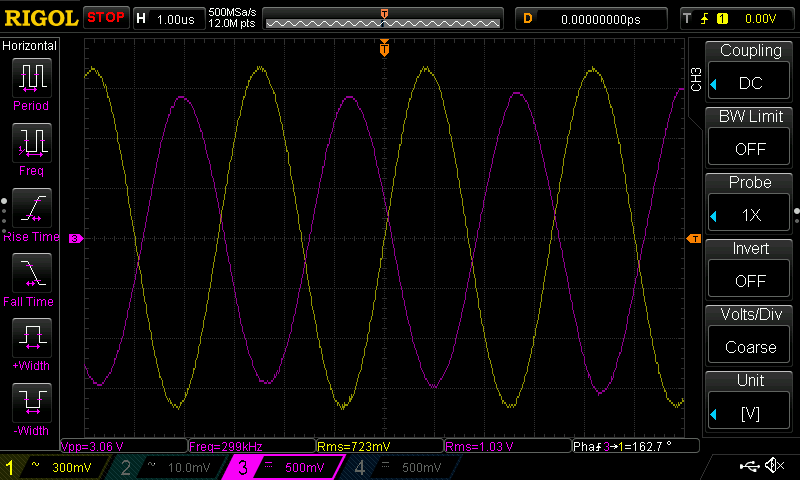 RIGOL STOP H 1.00us 500MSa/s 12.0M pts T D 0.00000000ps T 1 0.00V
Horizontal
Period
Freq
Rise Time
Fall Time
+Width
-Width
3
T
CH3
Coupling
DC
BW Limit
OFF
Probe
1X
Invert
OFF
Volts/Div
Coarse
Unit
[V]
Vpp=3.06 V Freq=299kHz Rms=723mV Rms=1.03 V Pha 3→1=162.7 °
1 ~ 300mV 2 ~ 10.0mV 3 500mV 4 500mV